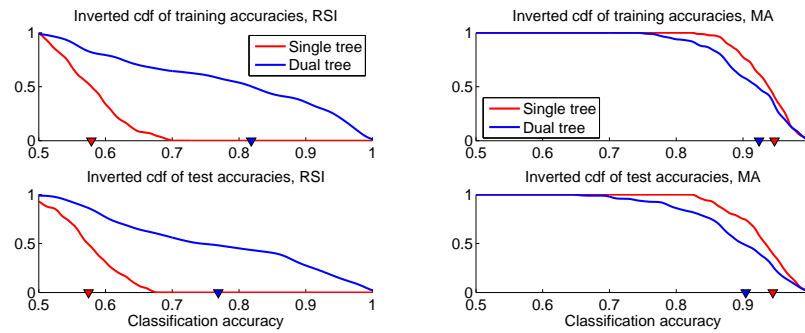 Inverted cdf of training accuracies, RSI
1
0.5
0
0.5 0.6 0.7 0.8 0.9 1
Single tree
Dual tree
Inverted cdf of training accuracies, MA
1
0.5
0
0.5 0.6 0.7 0.8 0.9
Single tree
Dual tree
Inverted cdf of test accuracies, RSI
1
0.5
0
0.5 0.6 0.7 0.8 0.9 1
Classification accuracy
Inverted cdf of test accuracies, MA
1
0.5
0
0.5 0.6 0.7 0.8 0.9
Classification accuracy